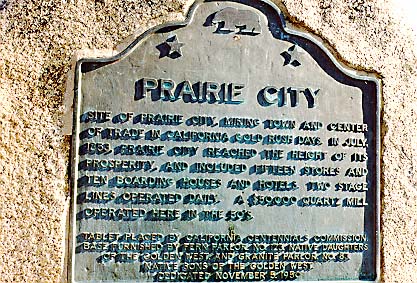 PRAIRIE CITY
SITE OF PRAIRIE CITY, MINING TOWN AND CENTER
OF TRADE IN CALIFORNIA GOLD RUSH DAYS. IN JULY,
1853, PRAIRIE CITY REACHED THE HEIGHT OF ITS
PROSPERITY, AND INCLUDED FIFTEEN STORES AND
TEN BOARDING HOUSES AND HOTELS. TWO STAGE
LINES OPERATED DAILY. A $50,000 QUARTZ MILL
OPERATED HERE IN THE 50'S.
TABLET PLACED BY CALIFORNIA CENTENNIALS COMMISSION
BASE FURNISHED BY FERN PARLOR NO. 123 NATIVE DAUGHTERS
OF THE GOLDEN WEST AND GRANITE PARLOR NO. 83
NATIVE SONS OF THE GOLDEN WEST
DEDICATED NOVEMBER 5, 1950